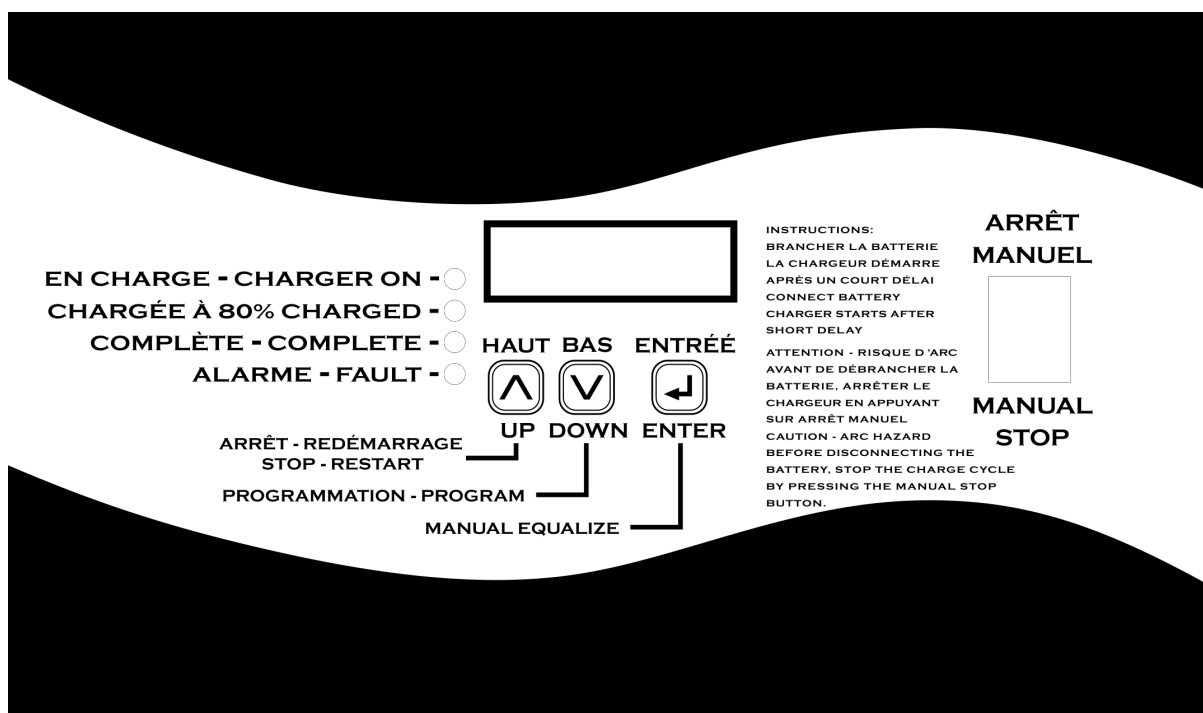 EN CHARGE - CHARGER ON -
CHARGÉE À 80% CHARGED -
COMPLÈTE - COMPLETE -
ALARME - FAULT -
HAUT BAS ENTRÉÉ
UP DOWN ENTER
ARRÊT - REDÉMARRAGE
STOP - RESTART
PROGRAMMATION - PROGRAM
MANUAL EQUALIZE
INSTRUCTIONS:
BRANCHER LA BATTERIE
LA CHARGEUR DÉMARRE
APRÈS UN COURT DÉLAI
CONNECT BATTERY
CHARGER STARTS AFTER
SHORT DELAY
ATTENTION - RISQUE D 'ARC
AVANT DE DÉBRANCHER LA
BATTERIE, ARRÊTER LE
CHARGEUR EN APPUYANT
SUR ARRÊT MANUEL
CAUTION - ARC HAZARD
BEFORE DISCONNECTING THE
BATTERY, STOP THE CHARGE CYCLE
BY PRESSING THE MANUAL STOP
BUTTON.
ARRÊT
MANUEL
MANUAL
STOP